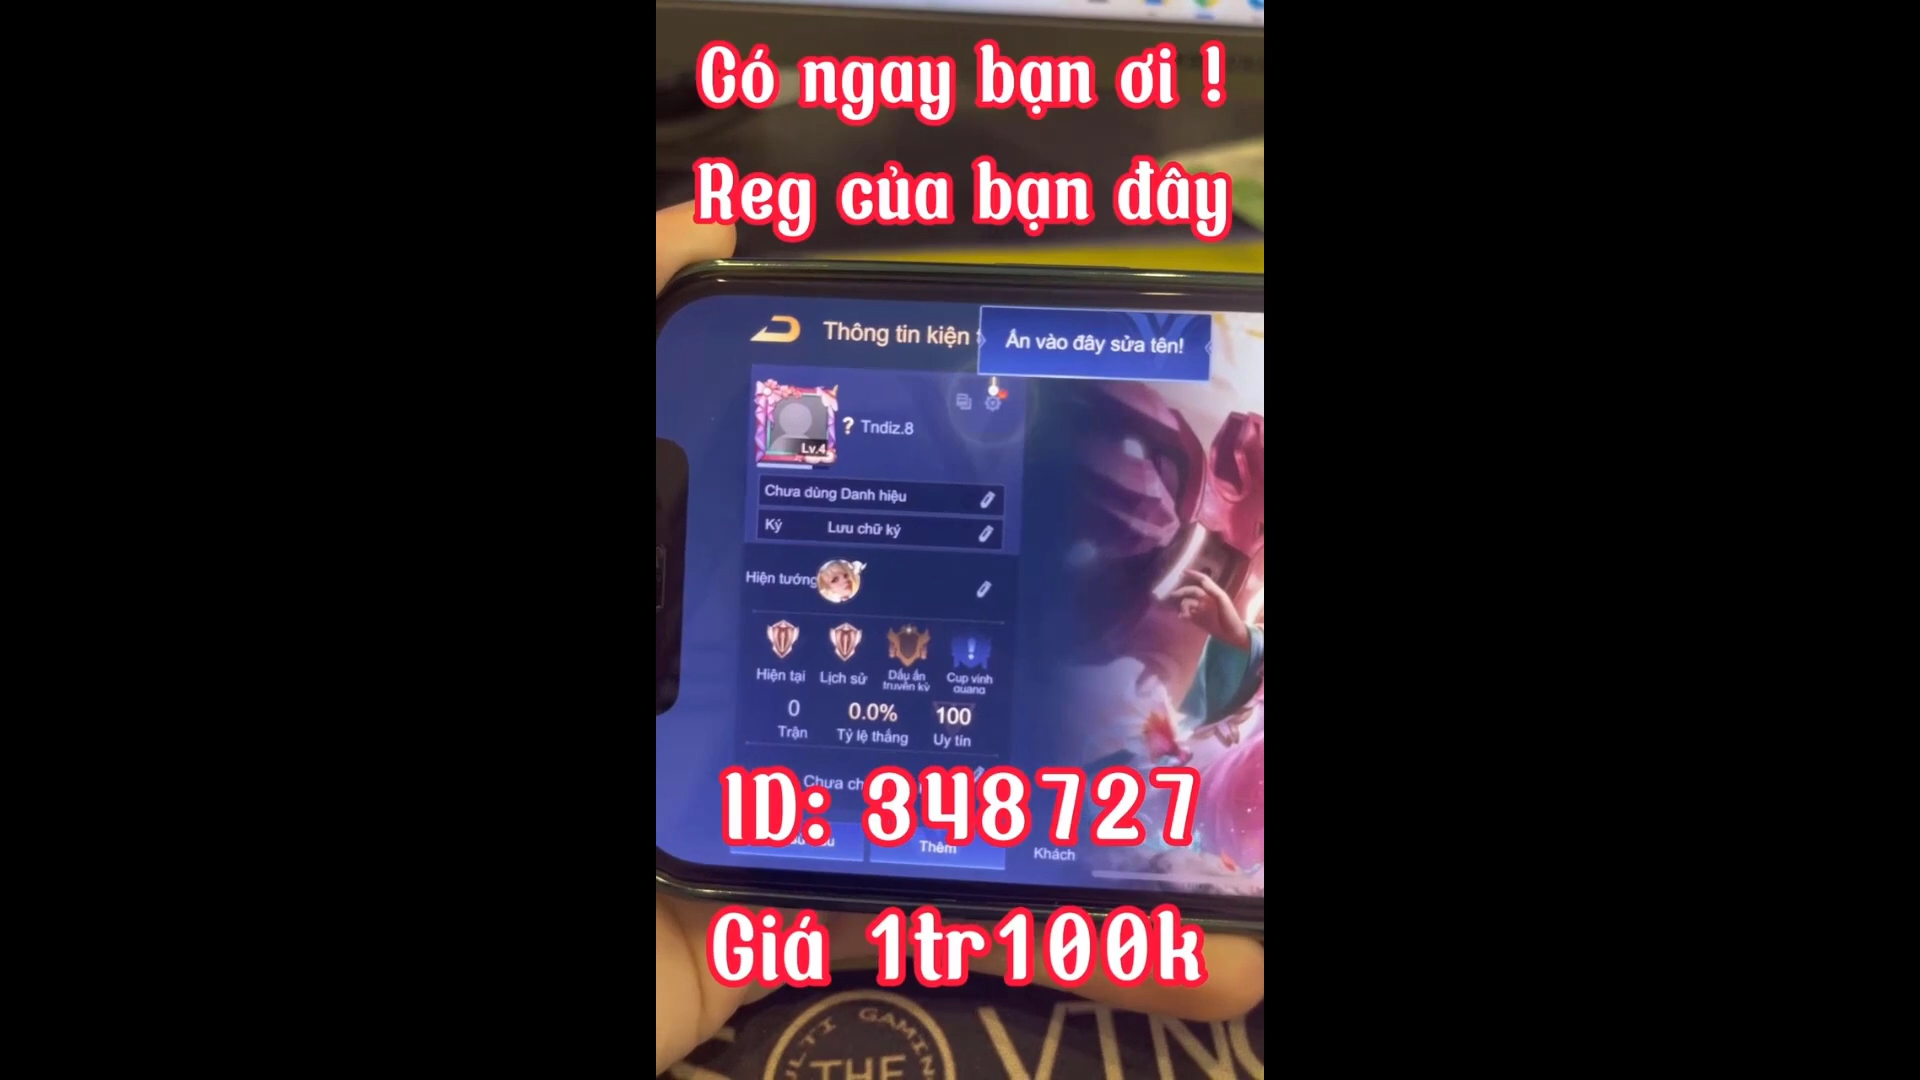 Có ngay bạn ơi !
Reg của bạn đây
Thông tin kiện
Ấn vào đây sửa tên!
? Tndiz.8
Lv.4
Chưa dùng Danh hiệu
Ký Lưu chữ ký
Hiện tướng
Hiện tại Lịch sử Dấu ấn truyền kỳ Cup vinh quang
0 0.0% 100
Trận Tỷ lệ thắng Uy tín
Chưa
ID: 348727
Thêm Khách
Giá 1tr100k
GAMING
THE